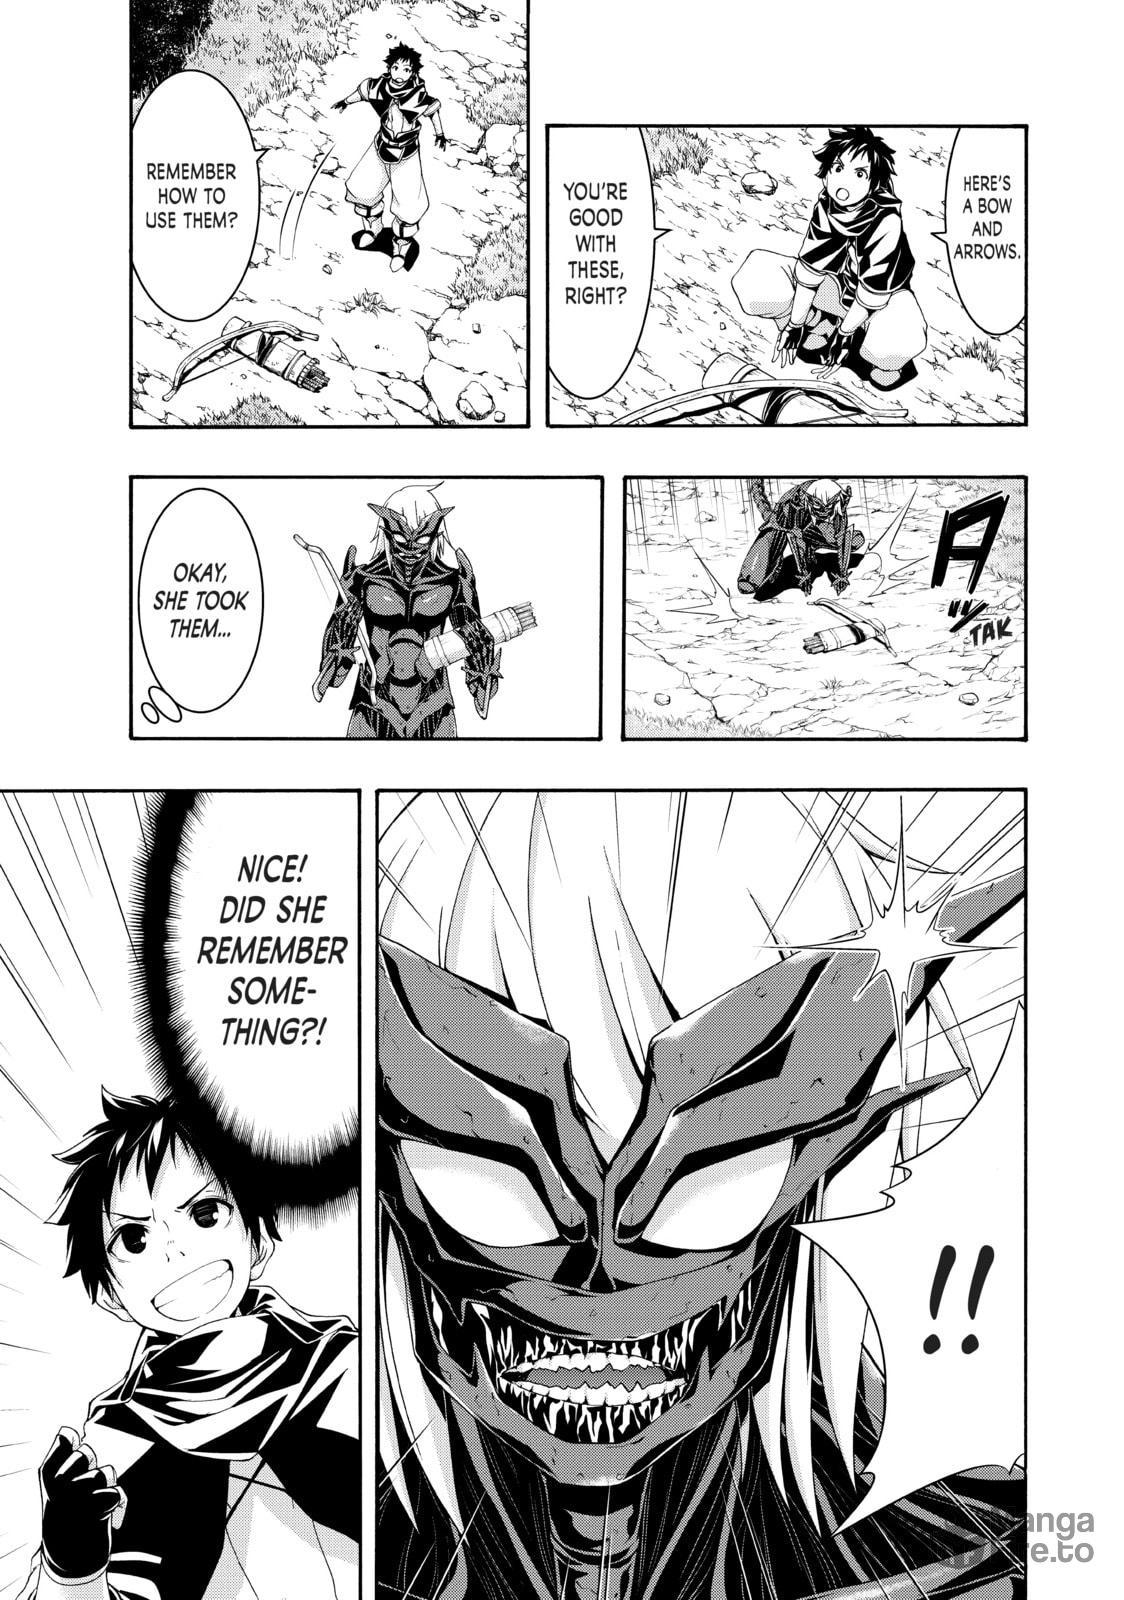 HERE'S
A BOW
AND
ARROWS.
YOU'RE
GOOD
WITH
THESE,
RIGHT?
REMEMBER
HOW TO
USE THEM?
TAK
OKAY,
SHE TOOK
THEM...
!!
NICE!
DID SHE
REMEMBER
SOME-
THING?!